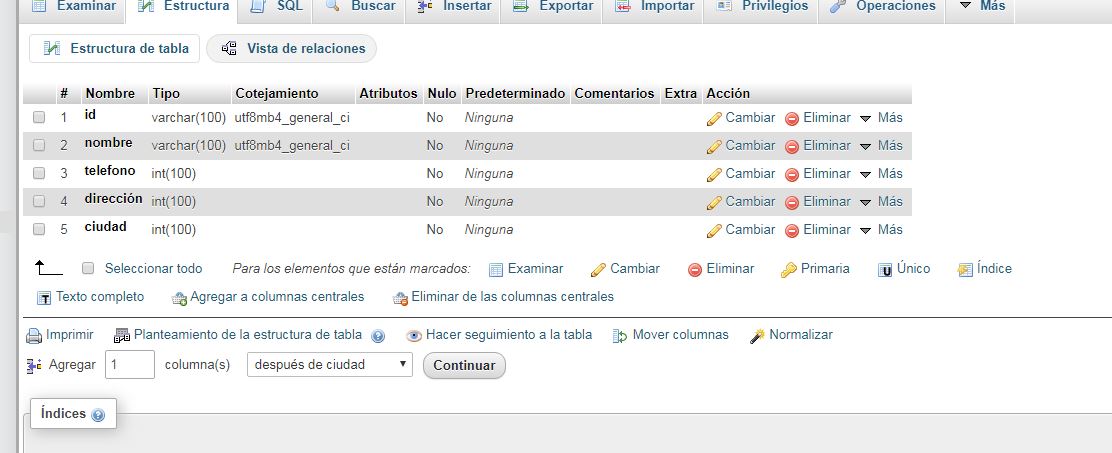 Examinar Estructura SQL Buscar Insertar Exportar Importar Privilegios Operaciones Más
Estructura de tabla Vista de relaciones
# Nombre Tipo Cotejamiento Atributos Nulo Predeterminado Comentarios Extra Acción
1 id varchar(100) utf8mb4_general_ci No Ninguna Cambiar Eliminar Más
2 nombre varchar(100) utf8mb4_general_ci No Ninguna Cambiar Eliminar Más
3 telefono int(100) No Ninguna Cambiar Eliminar Más
4 dirección int(100) No Ninguna Cambiar Eliminar Más
5 ciudad int(100) No Ninguna Cambiar Eliminar Más
Seleccionar todo Para los elementos que están marcados: Examinar Cambiar Eliminar Primaria U Único Índice
T Texto completo Agregar a columnas centrales Eliminar de las columnas centrales
Imprimir Planteamiento de la estructura de tabla ? Hacer seguimiento a la tabla Mover columnas Normalizar
Agregar 1 columna(s) después de ciudad Continuar
Índices ?